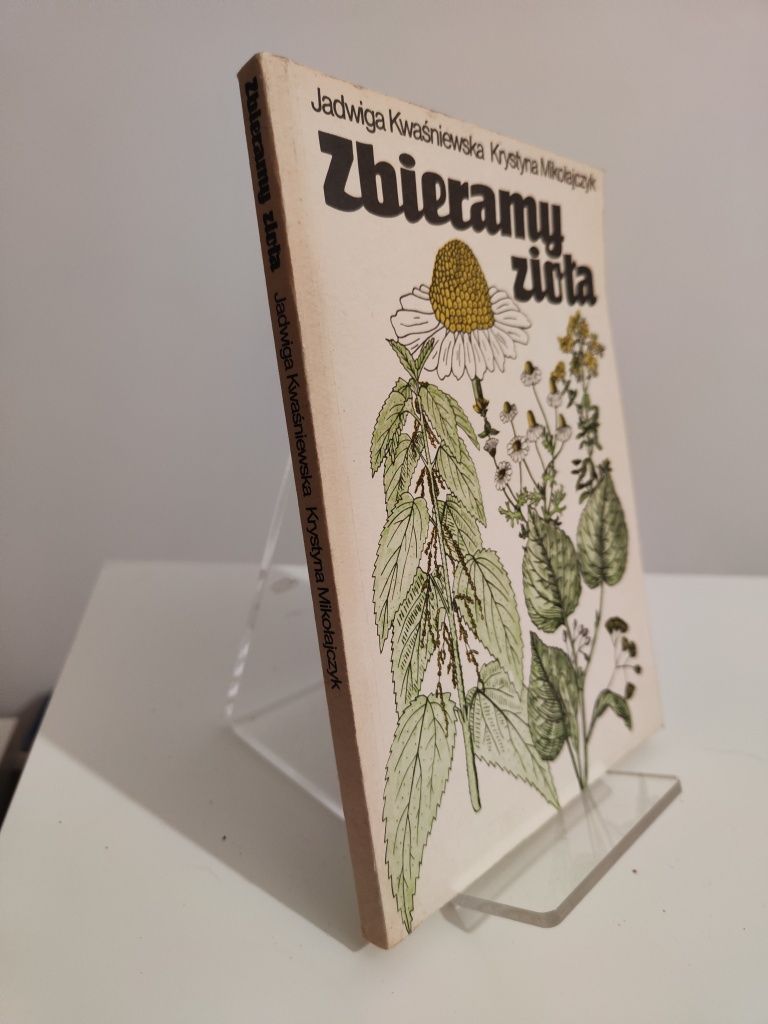 Jadwiga Kwaśniewska Krystyna Mikołajczyk
Zbieramy
zioła
Zbieramy zioła Jadwiga Kwaśniewska Krystyna Mikołajczyk